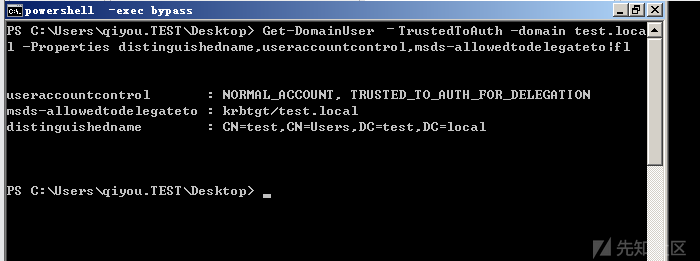 powershell -exec bypass
PS C:\Users\qiyou.TEST\Desktop> Get-DomainUser -TrustedToAuth -domain test.loca
l -Properties distinguishedname,useraccountcontrol,msds-allowedtodelegateto|fl
useraccountcontrol : NORMAL_ACCOUNT, TRUSTED_TO_AUTH_FOR_DELEGATION
msds-allowedtodelegateto : krbtgt/test.local
distinguishedname : CN=test,CN=Users,DC=test,DC=local
PS C:\Users\qiyou.TEST\Desktop> _
先知社区